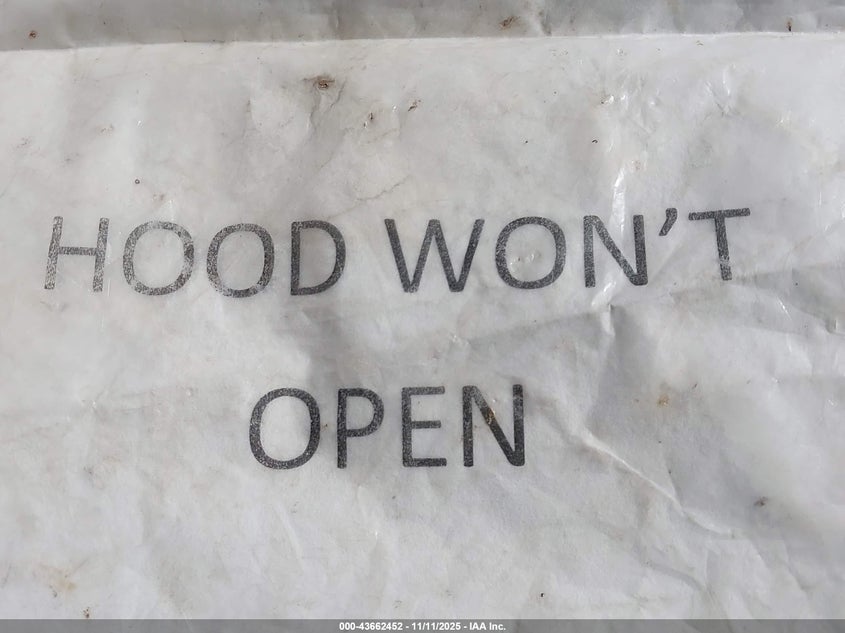 HOOD WON'T
OPEN
000-43662452 - 11/11/2025 - IAA Inc.